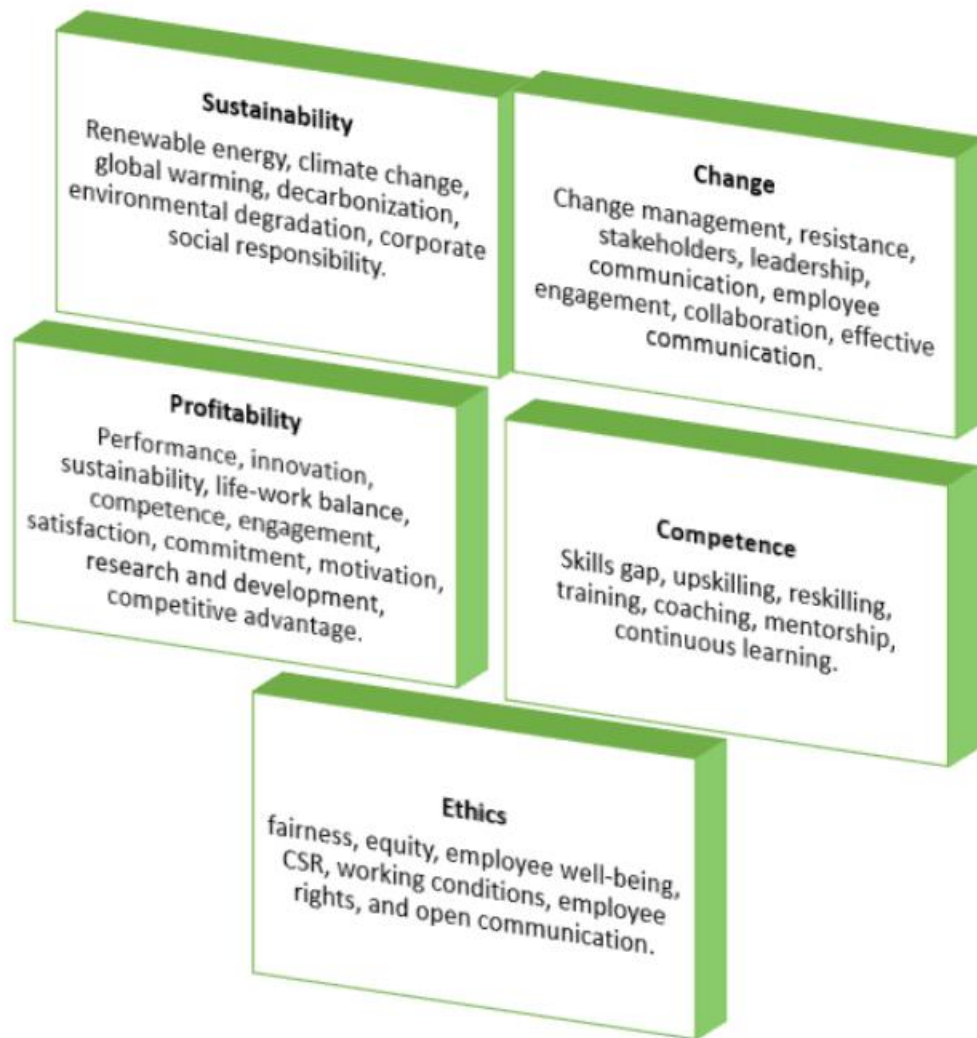 Sustainability
Renewable energy, climate change,
global warming, decarbonization,
environmental degradation, corporate
social responsibility.
Change
Change management, resistance,
stakeholders, leadership,
communication, employee
engagement, collaboration, effective
communication.
Profitability
Performance, innovation,
sustainability, life-work balance,
competence, engagement,
satisfaction, commitment, motivation,
research and development,
competitive advantage.
Competence
Skills gap, upskilling, reskilling,
training, coaching, mentorship,
continuous learning.
Ethics
fairness, equity, employee well-being,
CSR, working conditions, employee
rights, and open communication.